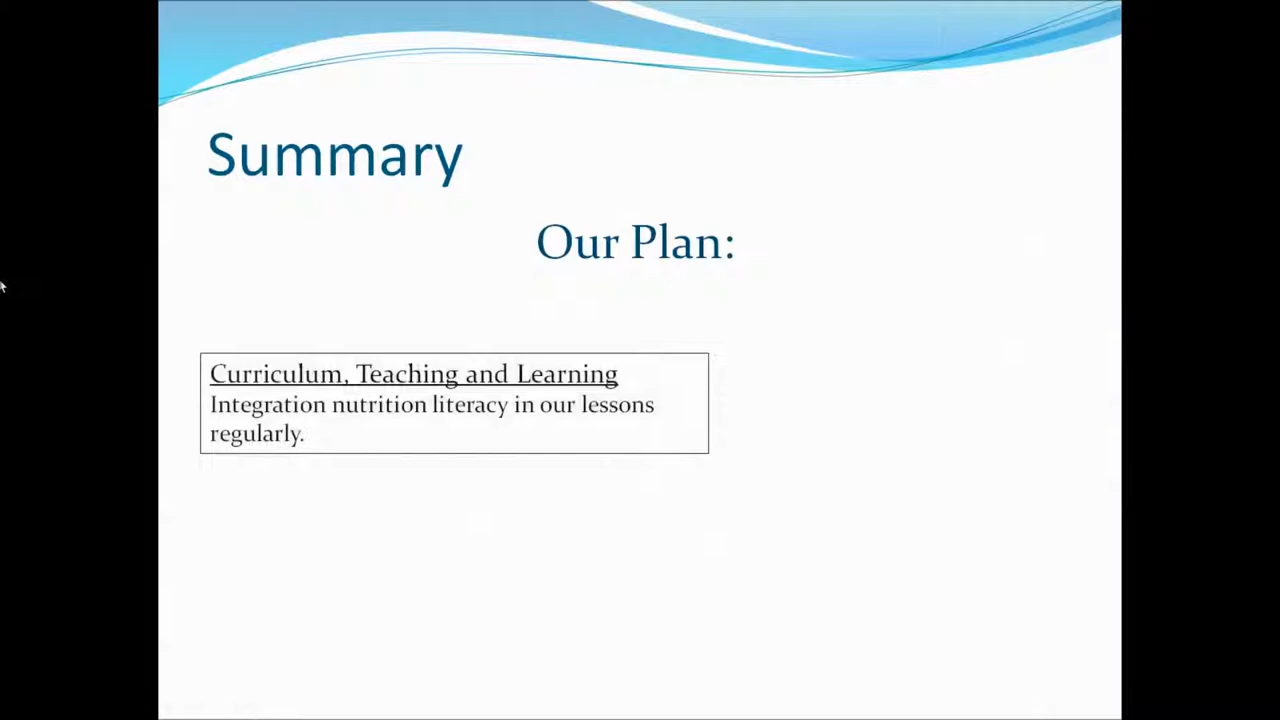 Summary
Our Plan:
Curriculum, Teaching and Learning
Integration nutrition literacy in our lessons
regularly.